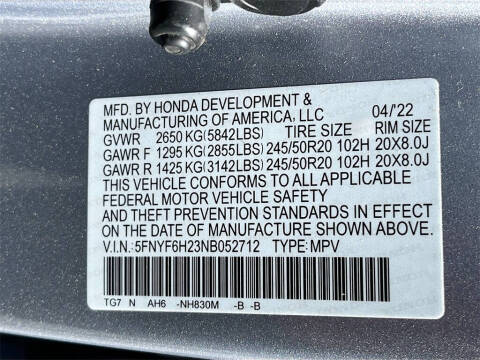 MFD. BY HONDA DEVELOPMENT &
MANUFACTURING OF AMERICA, LLC 04/'22
GVWR 2650 KG(5842LBS) TIRE SIZE RIM SIZE
GAWR F 1295 KG(2855LBS) 245/50R20 102H 20X8.0J
GAWR R 1425 KG(3142LBS) 245/50R20 102H 20X8.0J
THIS VEHICLE CONFORMS TO ALL APPLICABLE
FEDERAL MOTOR VEHICLE SAFETY
AND THEFT PREVENTION STANDARDS IN EFFECT
ON THE DATE OF MANUFACTURE SHOWN ABOVE.
V.I.N.: 5FNYF6H23NB052712 TYPE: MPV
TG7 N AH6 -NH830M -B -B